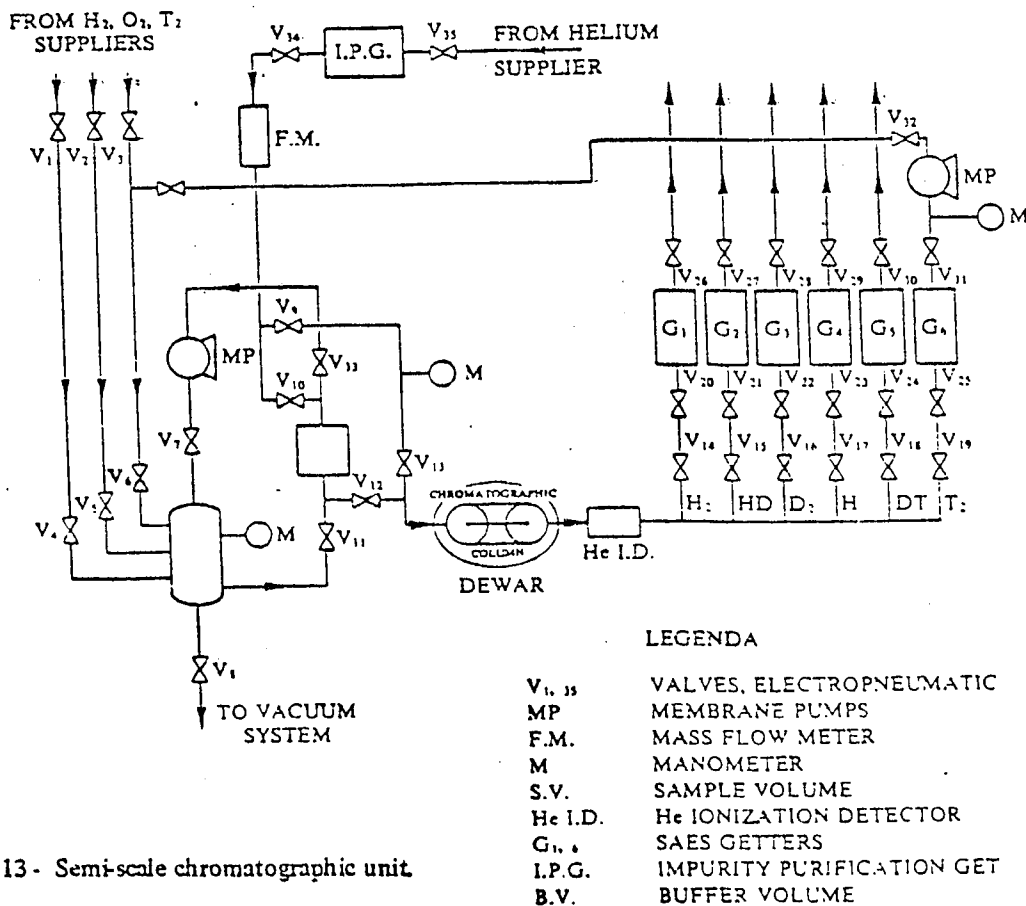 FROM H₂, O₂, T₂
SUPPLIERS
V₃₄
I.P.G.
V₃₅
FROM HELIUM
SUPPLIER
F.M.
V₁
V₂
V₃
V₃₂
MP
M
V₂₆
V₂₇
V₂₈
V₂₉
V₃₀
V₃₁
G₁
G₂
G₃
G₄
G₅
G₆
V₉
MP
V₃₃
M
V₁₀
V₂₀
V₂₁
V₂₂
V₂₃
V₂₄
V₂₅
V₇
V₁₃
V₁₄
V₁₅
V₁₆
V₁₇
V₁₈
V₁₉
V₆
V₅
V₄
V₁₂
M
V₁₁
CHROMATOGRAPHIC
COLUMN
DEWAR
He I.D.
H₂
HD
D₂
H
DT
T₂
V₈
TO VACUUM
SYSTEM
LEGENDA
V₁, ₃₅ VALVES, ELECTROPNEUMATIC
MP MEMBRANE PUMPS
F.M. MASS FLOW METER
M MANOMETER
S.V. SAMPLE VOLUME
He I.D. He IONIZATION DETECTOR
G₁, ₆ SAES GETTERS
I.P.G. IMPURITY PURIFICATION GET
B.V. BUFFER VOLUME
13 - Semi-scale chromatographic unit.